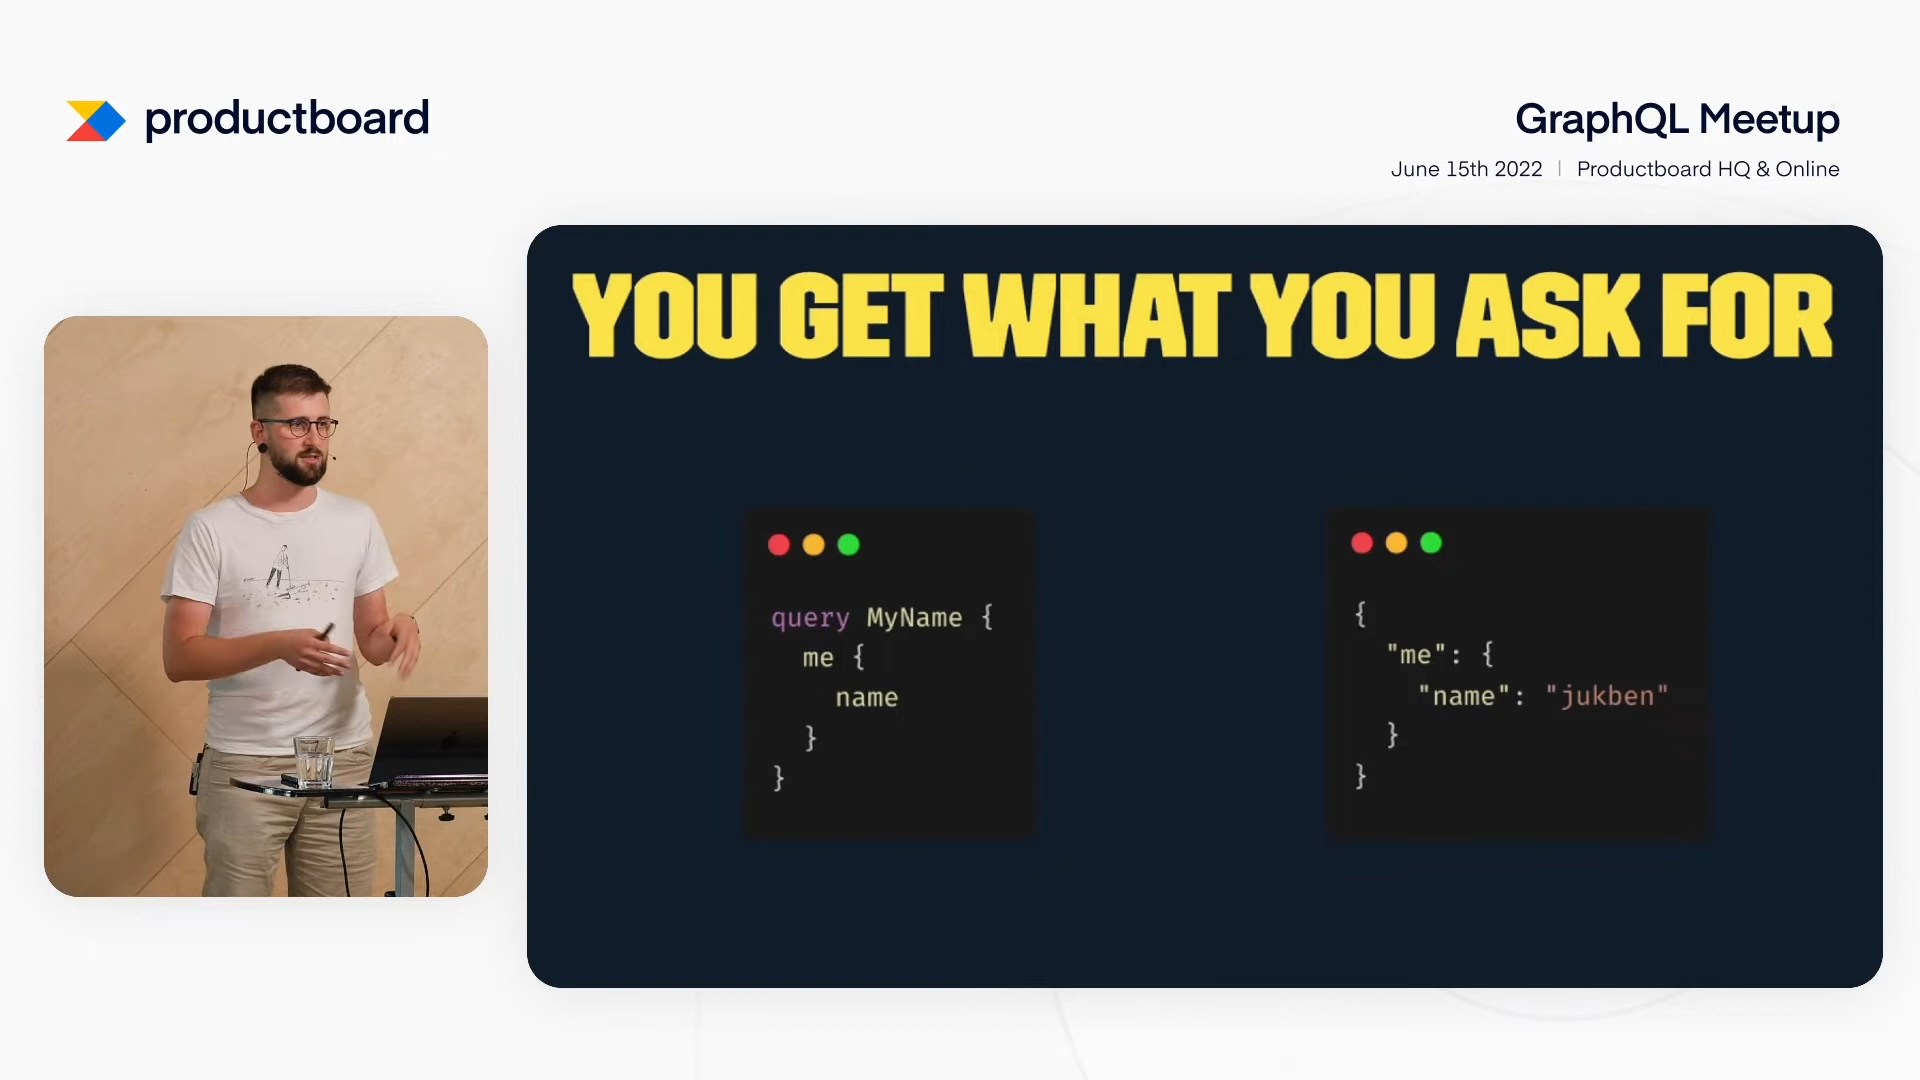 productboard
GraphQL Meetup
June 15th 2022 | Productboard HQ & Online
YOU GET WHAT YOU ASK FOR
query MyName {
me {
name
}
}
{
"me": {
"name": "jukben"
}
}